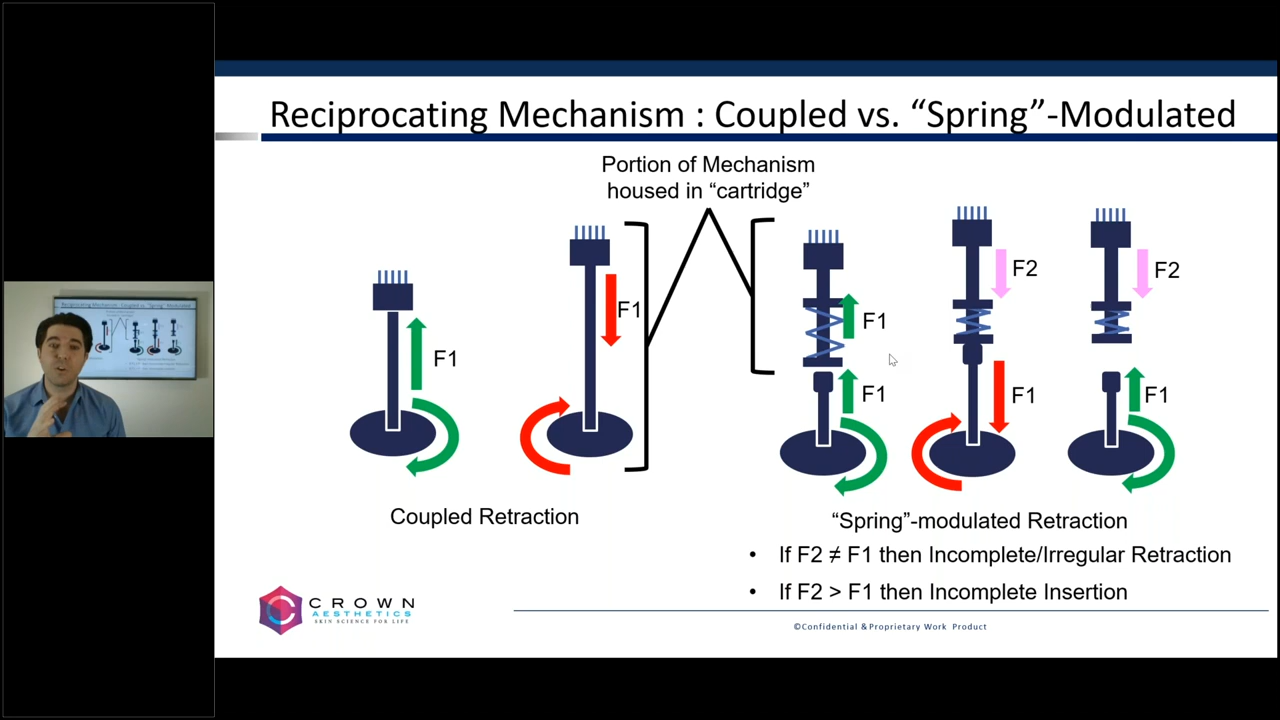 Reciprocating Mechanism : Coupled vs. “Spring”-Modulated
Portion of Mechanism
housed in “cartridge”
F1
F1
F1
F1
F2
F1
F2
F1
Coupled Retraction
“Spring”-modulated Retraction
• If F2 ≠ F1 then Incomplete/Irregular Retraction
• If F2 > F1 then Incomplete Insertion
CROWN
AESTHETICS
SKIN SCIENCE FOR LIFE
©Confidential & Proprietary Work Product